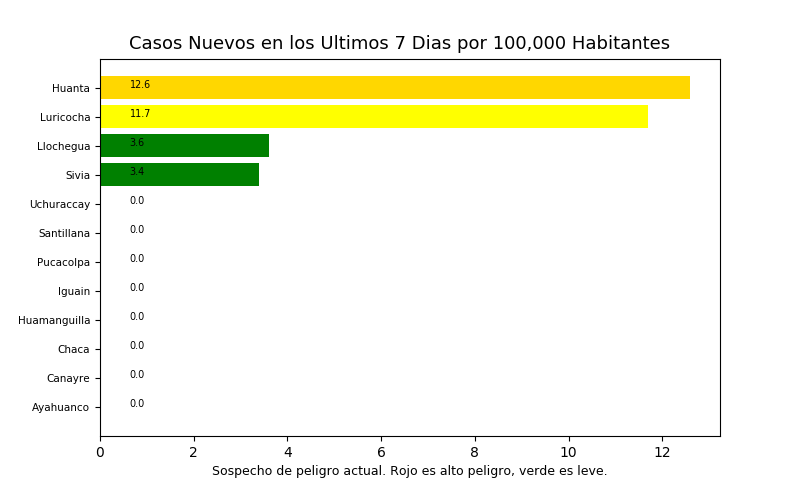 Casos Nuevos en los Ultimos 7 Dias por 100,000 Habitantes
Huanta 12.6
Luricocha 11.7
Llochegua 3.6
Sivia 3.4
Uchuraccay 0.0
Santillana 0.0
Pucacolpa 0.0
Iguain 0.0
Huamanguilla 0.0
Chaca 0.0
Canayre 0.0
Ayahuanco 0.0
0 2 4 6 8 10 12
Sospecho de peligro actual. Rojo es alto peligro, verde es leve.